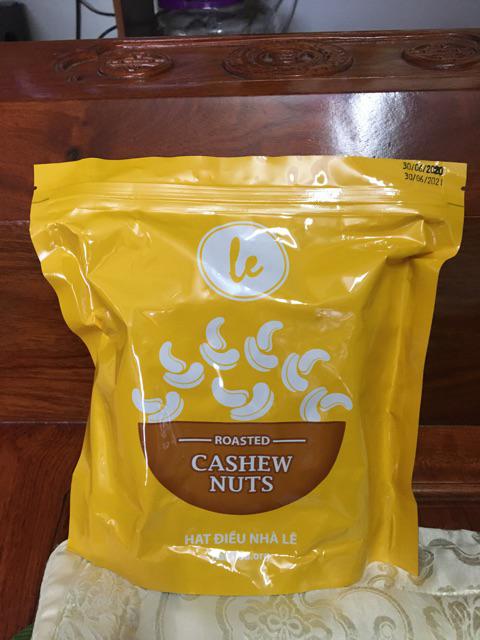 30/06/2020
30/06/2021
le
ROASTED
CASHEW
NUTS
HẠT ĐIỀU NHÀ LÊ